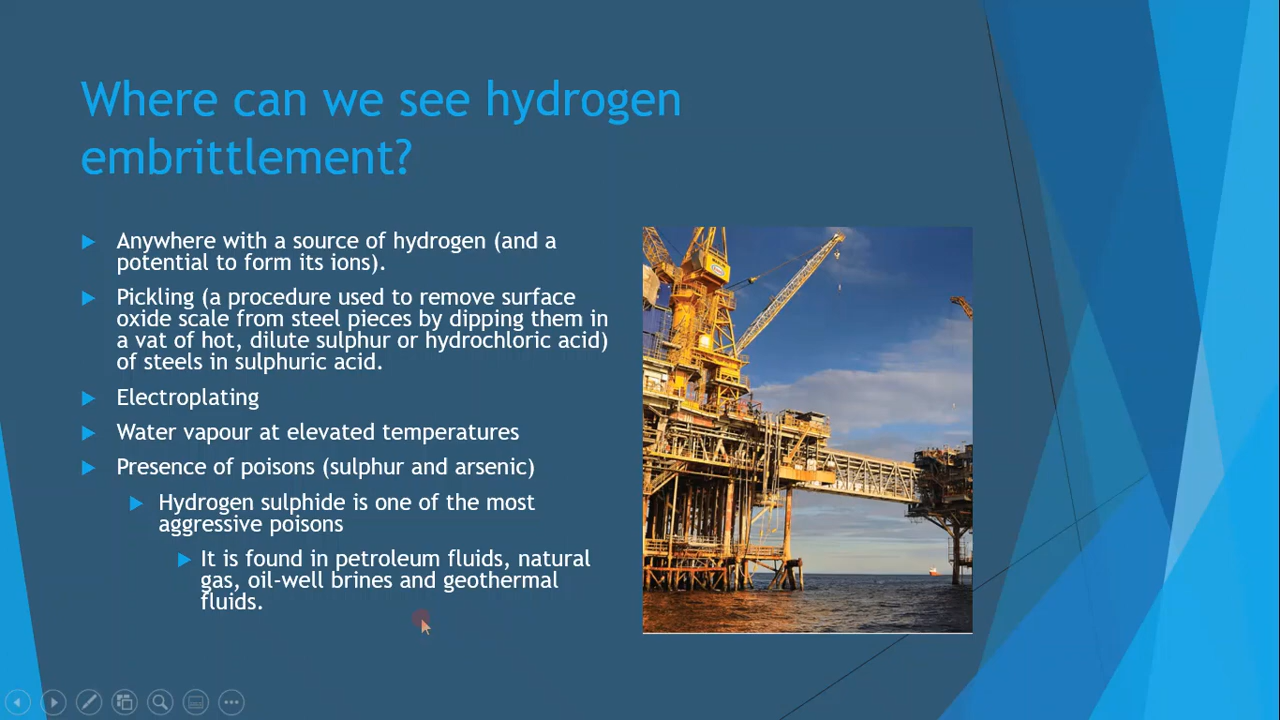 Where can we see hydrogen
embrittlement?
Anywhere with a source of hydrogen (and a
potential to form its ions).
Pickling (a procedure used to remove surface
oxide scale from steel pieces by dipping them in
a vat of hot, dilute sulphur or hydrochloric acid)
of steels in sulphuric acid.
Electroplating
Water vapour at elevated temperatures
Presence of poisons (sulphur and arsenic)
Hydrogen sulphide is one of the most
aggressive poisons
It is found in petroleum fluids, natural
gas, oil-well brines and geothermal
fluids.